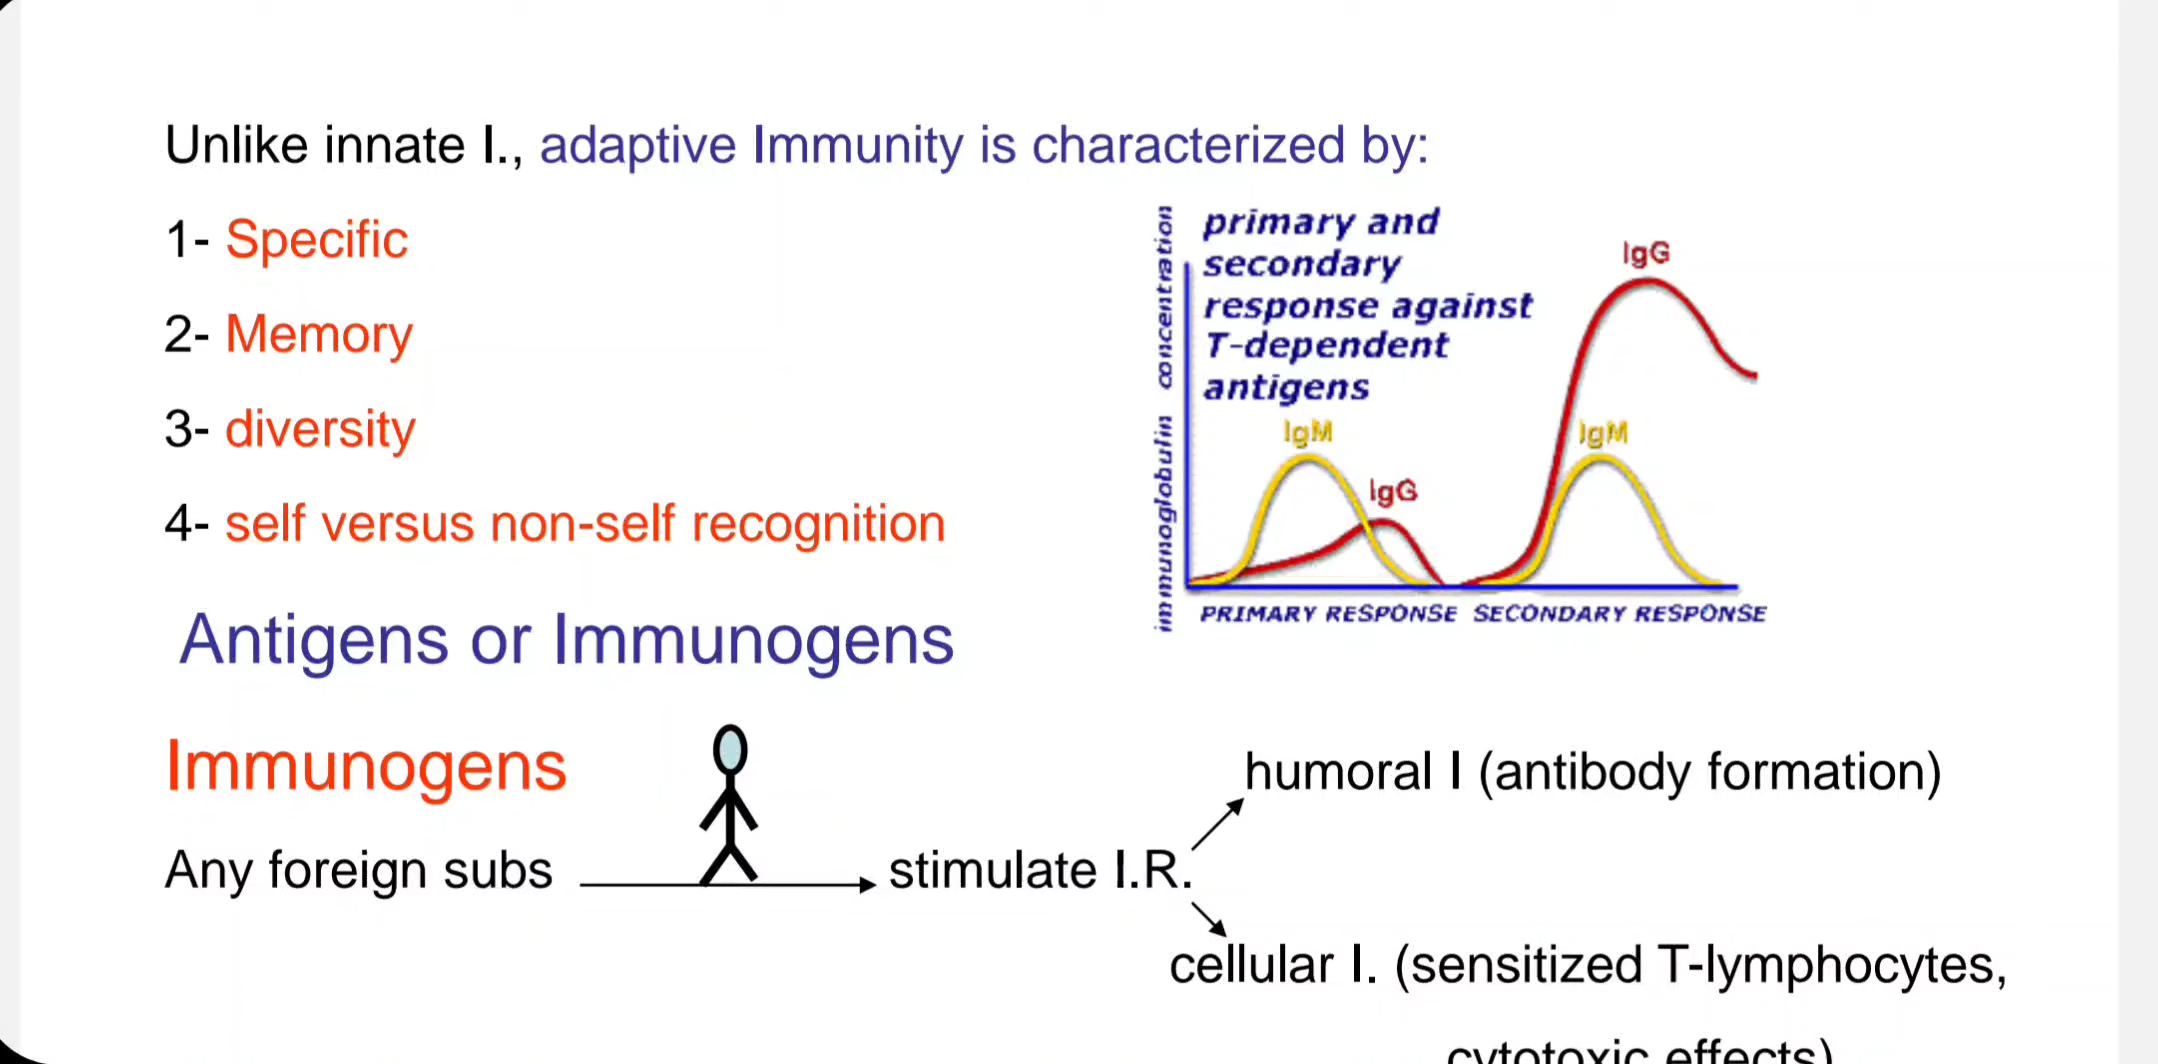 Unlike innate I., adaptive Immunity is characterized by:
1- Specific
2- Memory
3- diversity
4- self versus non-self recognition
immunoglobulin concentration
primary and
secondary
response against
T-dependent
antigens
IgM
IgG
IgG
IgM
PRIMARY RESPONSE SECONDARY RESPONSE
Antigens or Immunogens
Immunogens
Any foreign subs stimulate I.R.
humoral I (antibody formation)
cellular I. (sensitized T-lymphocytes,
cytotoxic effects)